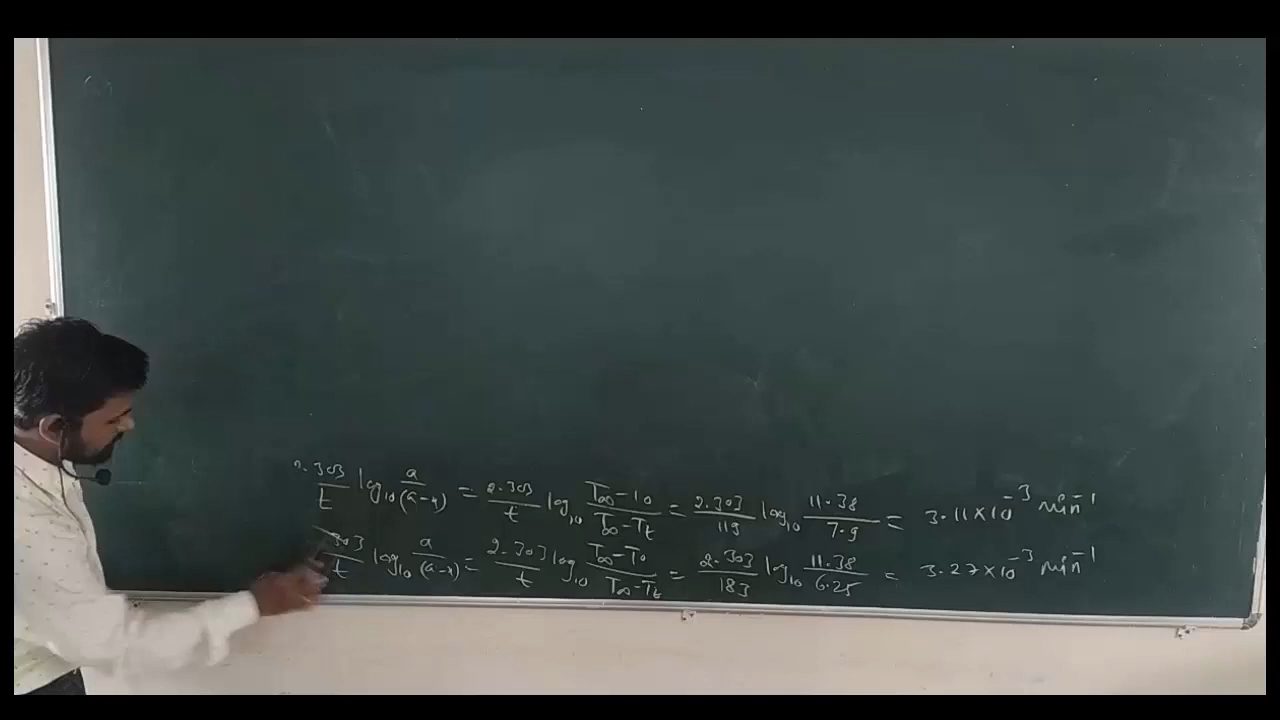 2.303/t log10 a/(a-x) = 2.303/t log10 T∞-T0/T∞-Tt = 2.303/119 log10 11.38/7.9 = 3.11×10^-3 min^-1
303/t log10 a/(a-x) = 2.303/t log10 T∞-T0/T∞-Tt = 2.303/183 log10 11.38/6.25 = 3.27×10^-3 min^-1